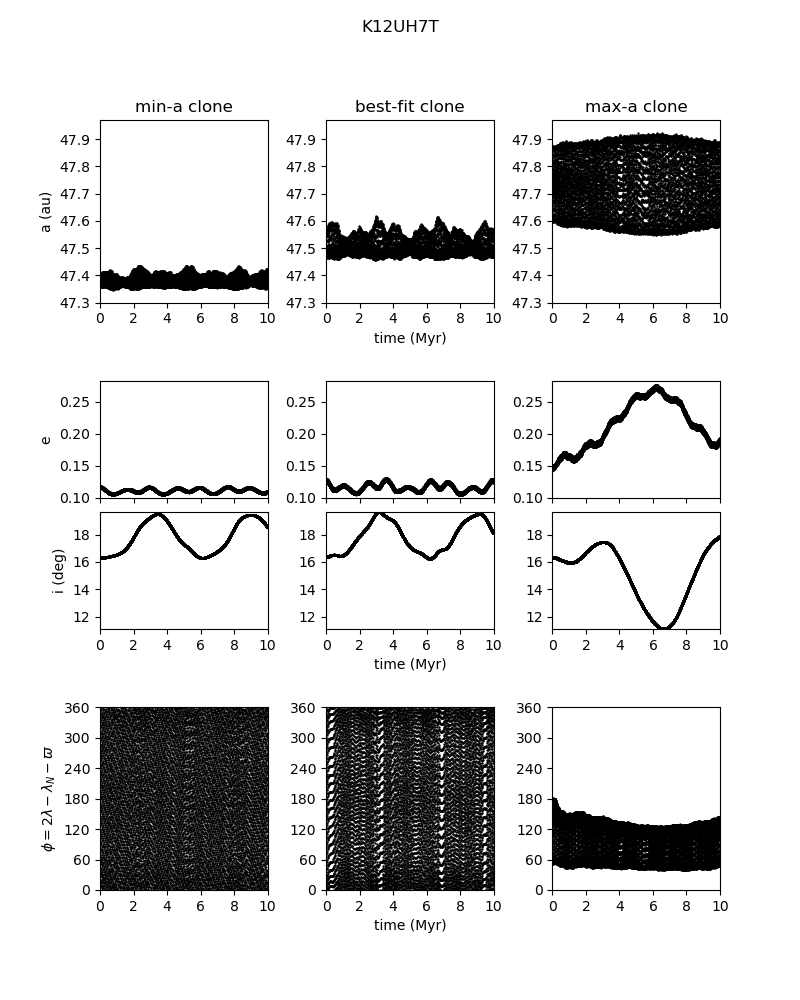 K12UH7T
min-a clone best-fit clone max-a clone
47.9 47.9 47.9
47.8 47.8 47.8
47.7 47.7 47.7
a (au)
47.6 47.6 47.6
47.5 47.5 47.5
47.4 47.4 47.4
47.3 47.3 47.3
0 2 4 6 8 10 0 2 4 6 8 10 0 2 4 6 8 10
time (Myr)
0.25 0.25 0.25
e
0.20 0.20 0.20
0.15 0.15 0.15
0.10 0.10 0.10
18 18 18
16 16 16
i (deg)
14 14 14
12 12 12
0 2 4 6 8 10 0 2 4 6 8 10 0 2 4 6 8 10
time (Myr)
360 360 360
300 300 300
240 240 240
ϕ = 2λ − λ_N − ϖ
180 180 180
120 120 120
60 60 60
0 0 0
0 2 4 6 8 10 0 2 4 6 8 10 0 2 4 6 8 10
time (Myr)